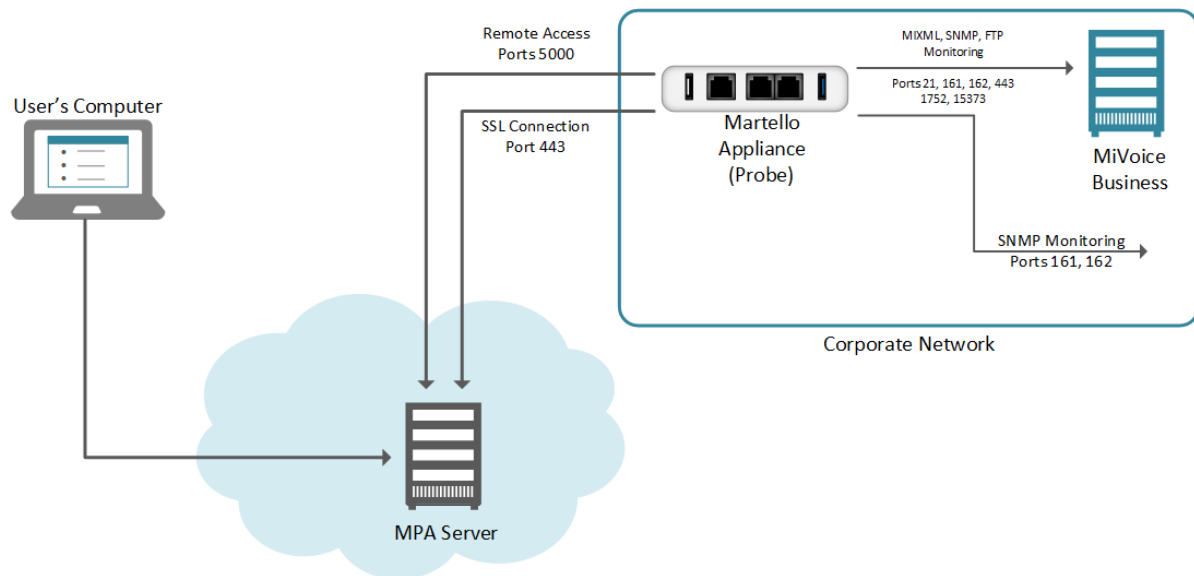 Remote Access
Ports 5000
MIXML, SNMP, FTP
Monitoring
Ports 21, 161, 162, 443
1752, 15373
User's Computer
SSL Connection
Port 443
Martello
Appliance
(Probe)
MiVoice
Business
SNMP Monitoring
Ports 161, 162
Corporate Network
MPA Server